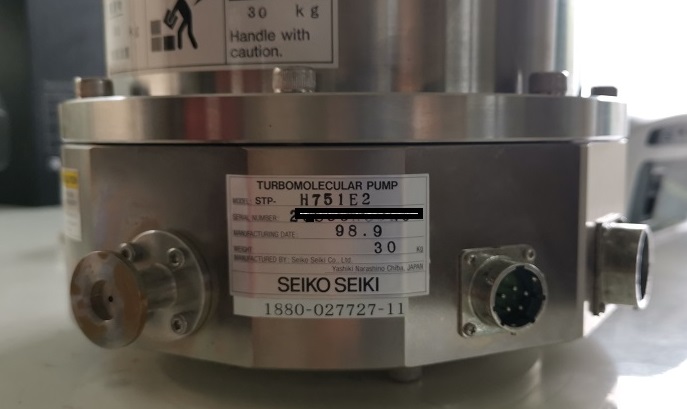 30 kg
Handle with
caution.
TURBOMOLECULAR PUMP
MODEL: STP- H751E2
SERIAL NUMBER:
MANUFACTURING DATE: 98.9
WEIGHT: 30 KG
MANUFACTURED BY: Seiko Seiki Co., Ltd.
Yashiki Narashino Chiba, JAPAN
SEIKO SEIKI
1880-027727-11